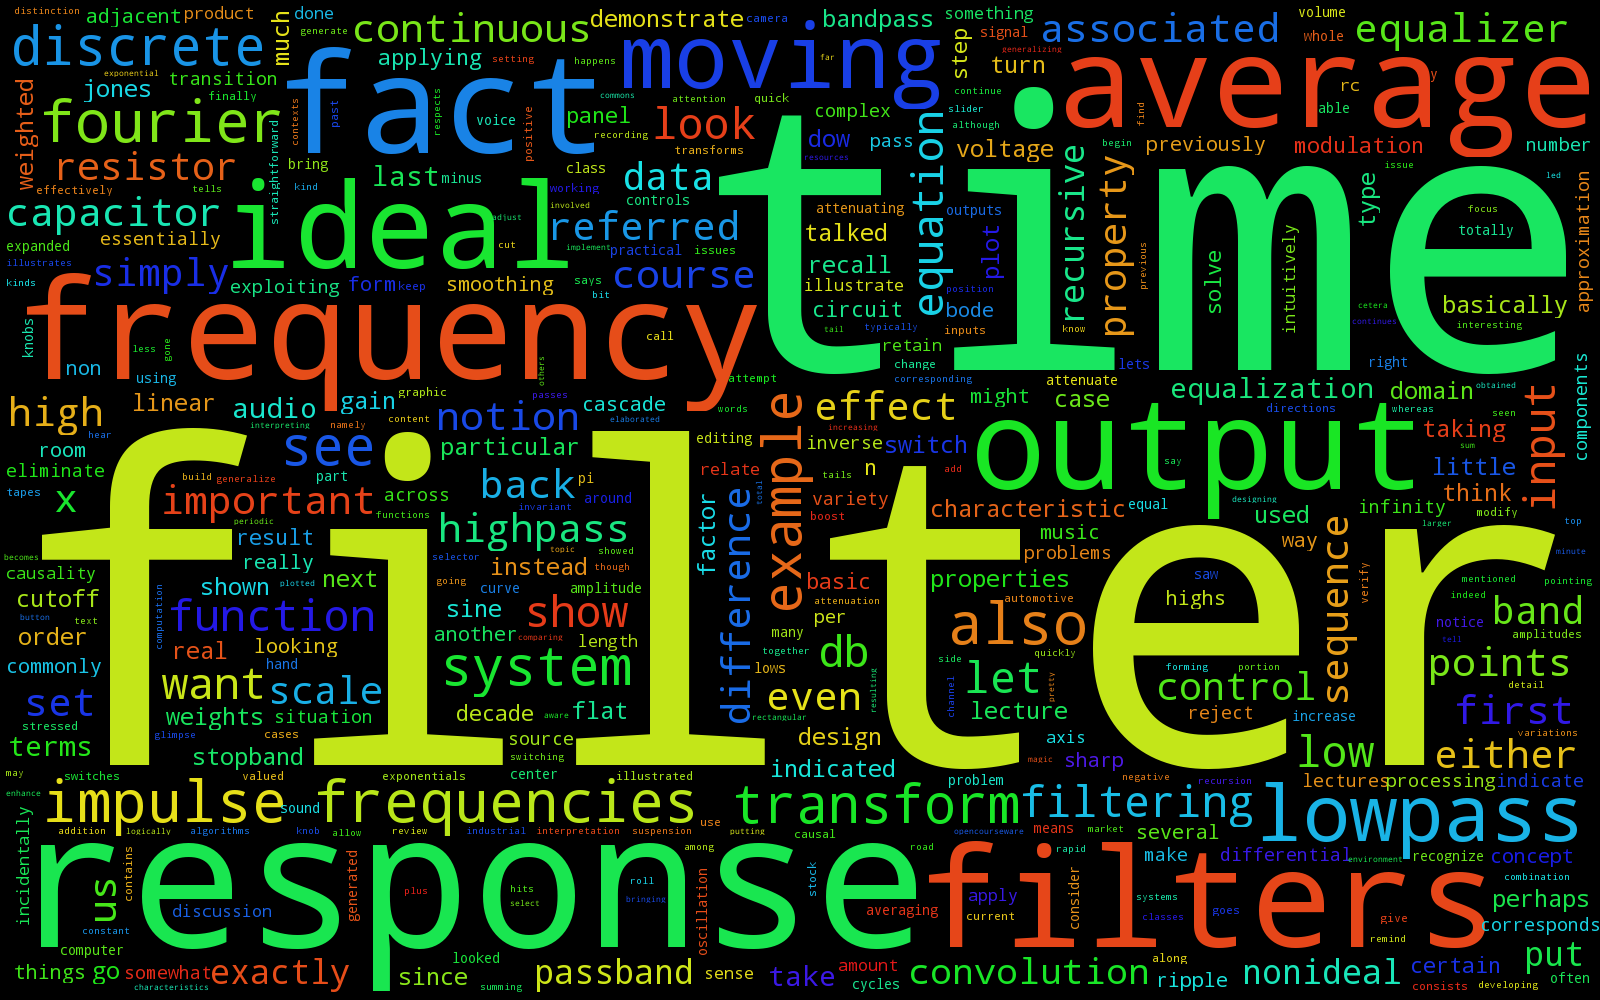 distinction
adjacent
product
much
done
generate
continuous
demonstrate
camera
bandpass
something
signal
generalizing
associated
volume
whole
equalizer
discrete
exponential
transition
finally
jones
applying
setting
happens
moving
far
step
turn
continue
slider
although
average
rc
able
weighted
fourier
fact
contexts
past
respects
voice
positive
panel
commons
attention
quick
recording
look
transforms
complex
dow
pass
resources
voltage
find
previously
modulation
number
resistor
effectively
tells
straightforward
bring
kind
last
minus
class
working
involved
data
controls
time
equation
recursive
begin
property
issue
type
led
focus
totally
approximation
capacitor
expanded
essentially
ideal
adjust
cut
referred
implement
practical
issues
attenuating
talked
recall
illustrate
outputs
plot
position
previous
solve
intuitively
cetera
continues
basically
interesting
illustrates
kinds
simply
exploiting
form
keep
smoothing
says
bit
course
circuit
tail
typically
bode
inputs
know
knobs
frequency
call
retain
change
lets
right
non
less
gone
using
others
attempt
corresponding
attenuate
equalization
domain
whereas
obtained
components
high
hear
linear
audio
interpreting
gain
namely
graphic
content
notion
passes
cascade
elaborated
words
example
effect
increasing
might
case
directions
output
taking
sum
seen
input
room
eliminate
see
part
particular
editing
inverse
switch
add
say
little
think
tapes
x
build
generalize
important
across
back
pi
around
relate
n
tails
variety
boost
characteristic
equal
designing
used
infinity
modify
top
periodic
functions
invariant
factor
total
difference
music
problems
way
larger
minute
becomes
causality
result
really
highpass
selector
topic
showed
though
filter
cutoff
button
text
order
shown
computation
plotted
function
next
going
instead
curve
amplitude
basic
attenuation
properties
automotive
saw
highs
sequence
verify
mentioned
indeed
pointing
band
notice
amplitudes
tell
real
looking
hand
sine
another
comparing
show
length
many
together
per
db
also
quickly
side
forming
portion
commonly
want
scale
system
lows
even
resulting
channel
let
pretty
control
points
detail
set
stressed
weights
situation
decade
aware
flat
rectangular
lecture
reject
increase
first
variations
terms
glimpse
cases
stopband
source
switching
design
axis
magic
sharp
low
either
may
switches
valued
exponentials
center
illustrated
indicated
problem
negative
recursion
lectures
processing
indicate
developing
enhance
impulse
sound
frequencies
transform
filtering
lowpass
addition
logically
algorithms
knob
allow
review
industrial
interpretation
suspension
use
putting
causal
opencourseware
means
market
several
incidentally
response
among
road
rapid
make
differential
environment
recognize
concept
us
contains
generated
plus
hits
select
roll
bringing
oscillation
stock
averaging
filters
apply
current
consider
systems
classes
goes
give
combination
perhaps
discussion
constant
computer
looked
remind
corresponds
things
go
somewhat
characteristics
exactly
since
summing
passband
sense
take
amount
cycles
convolution
along
ripple
nonideal
certain
consists
put
often